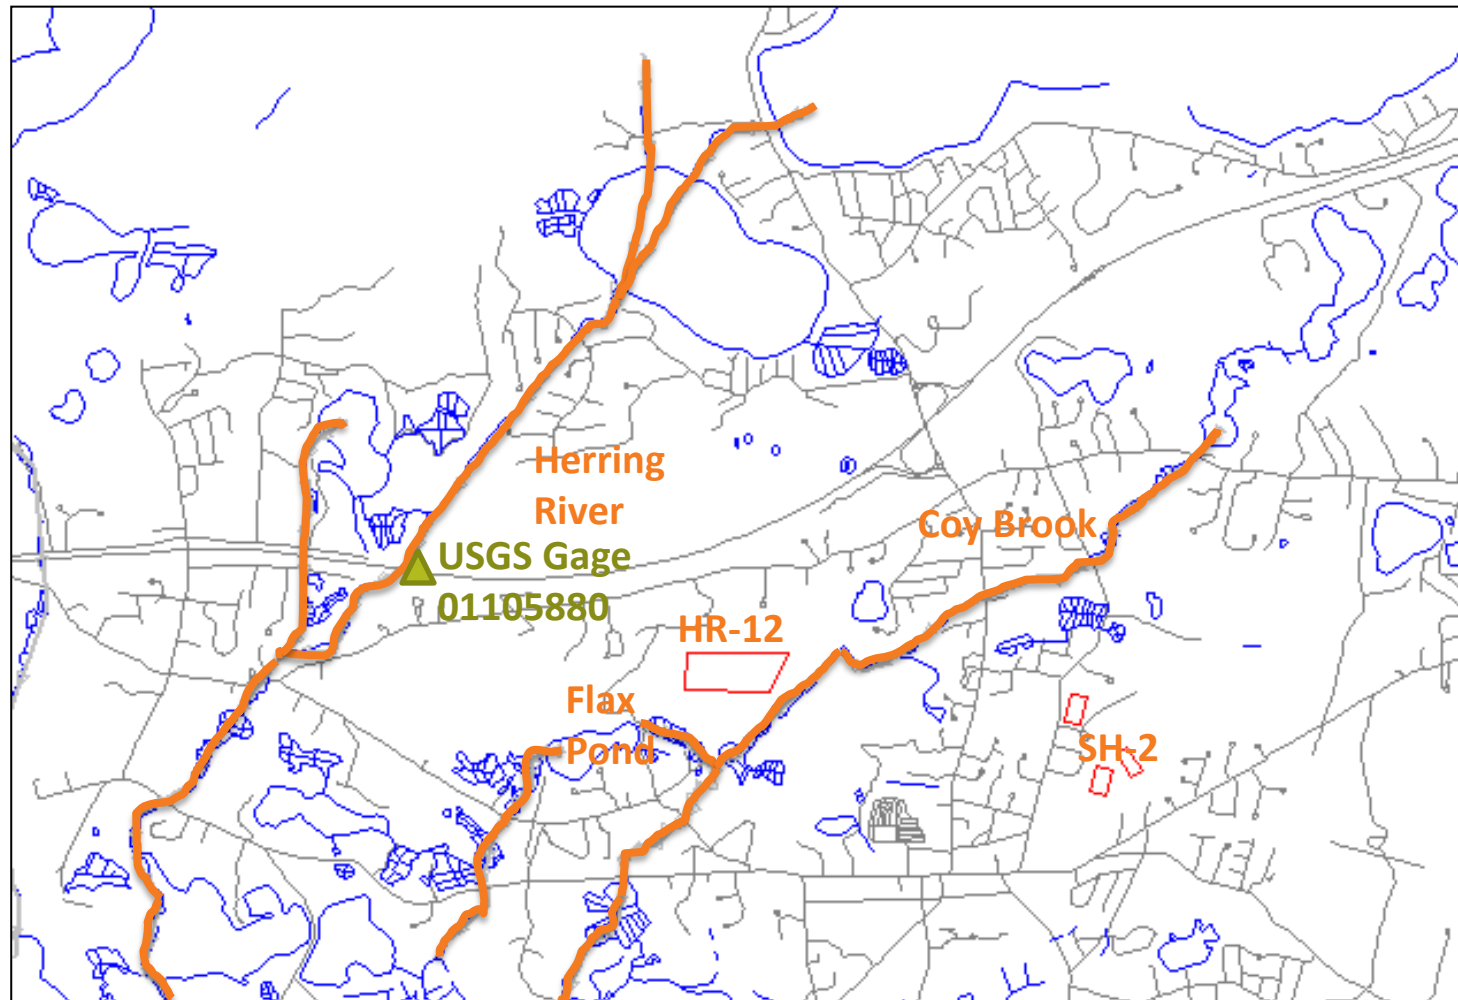 Herring
River
USGS Gage
01105880
Coy Brook
HR-12
Flax
Pond
SH-2